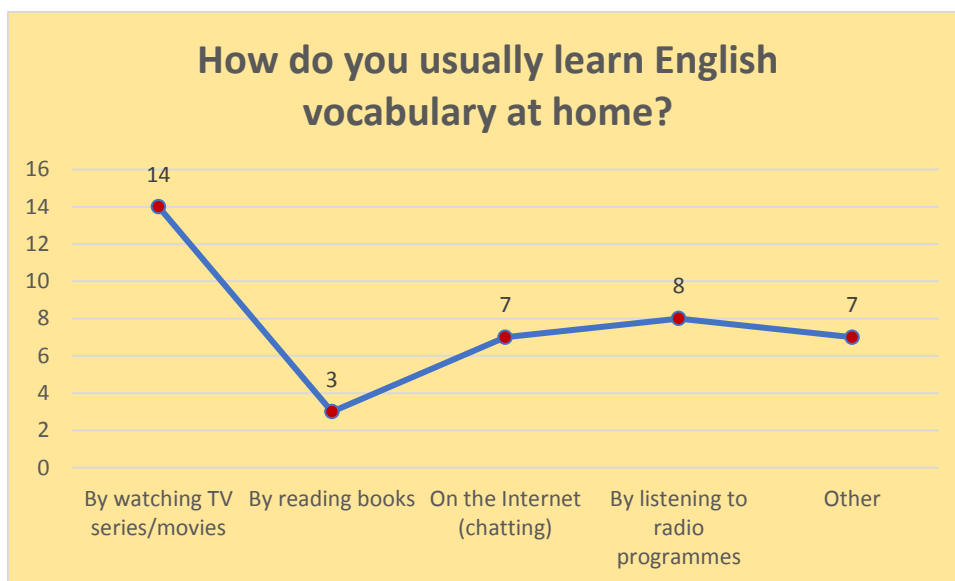 How do you usually learn English
vocabulary at home?
16
14
12
10
8
6
4
2
0
14
3
7
8
7
By watching TV
series/movies
By reading books
On the Internet
(chatting)
By listening to
radio
programmes
Other